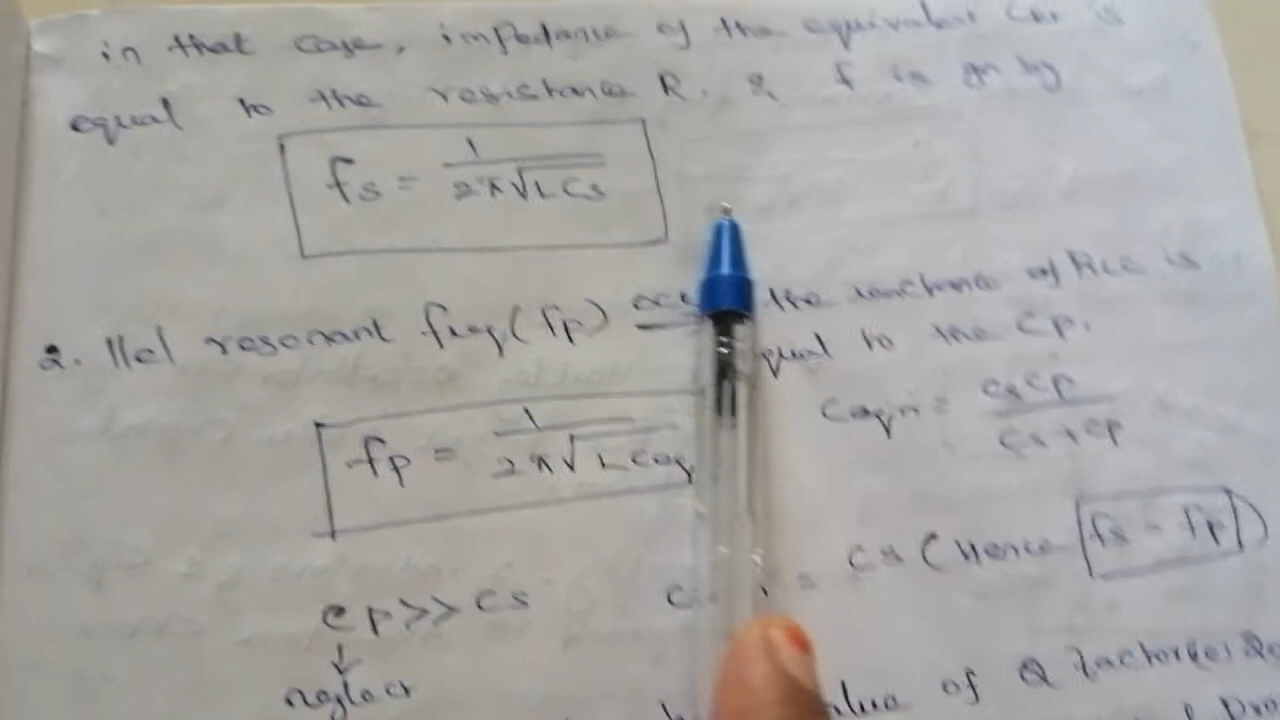 in that case, impedance of the equivalent Ckt is
equal to the resistance R. & f is gn by
fs = 1 / 2π√LCs
2. llel resonant freq(fp) occ the reactance of RLC is
equal to the Cp.
fp = 1 / 2π√LCeq
Ceqn = CsCp / Cs+Cp
Cp>>Cs
= Cs (Hence fs = fp)
neglect
value of Q factor